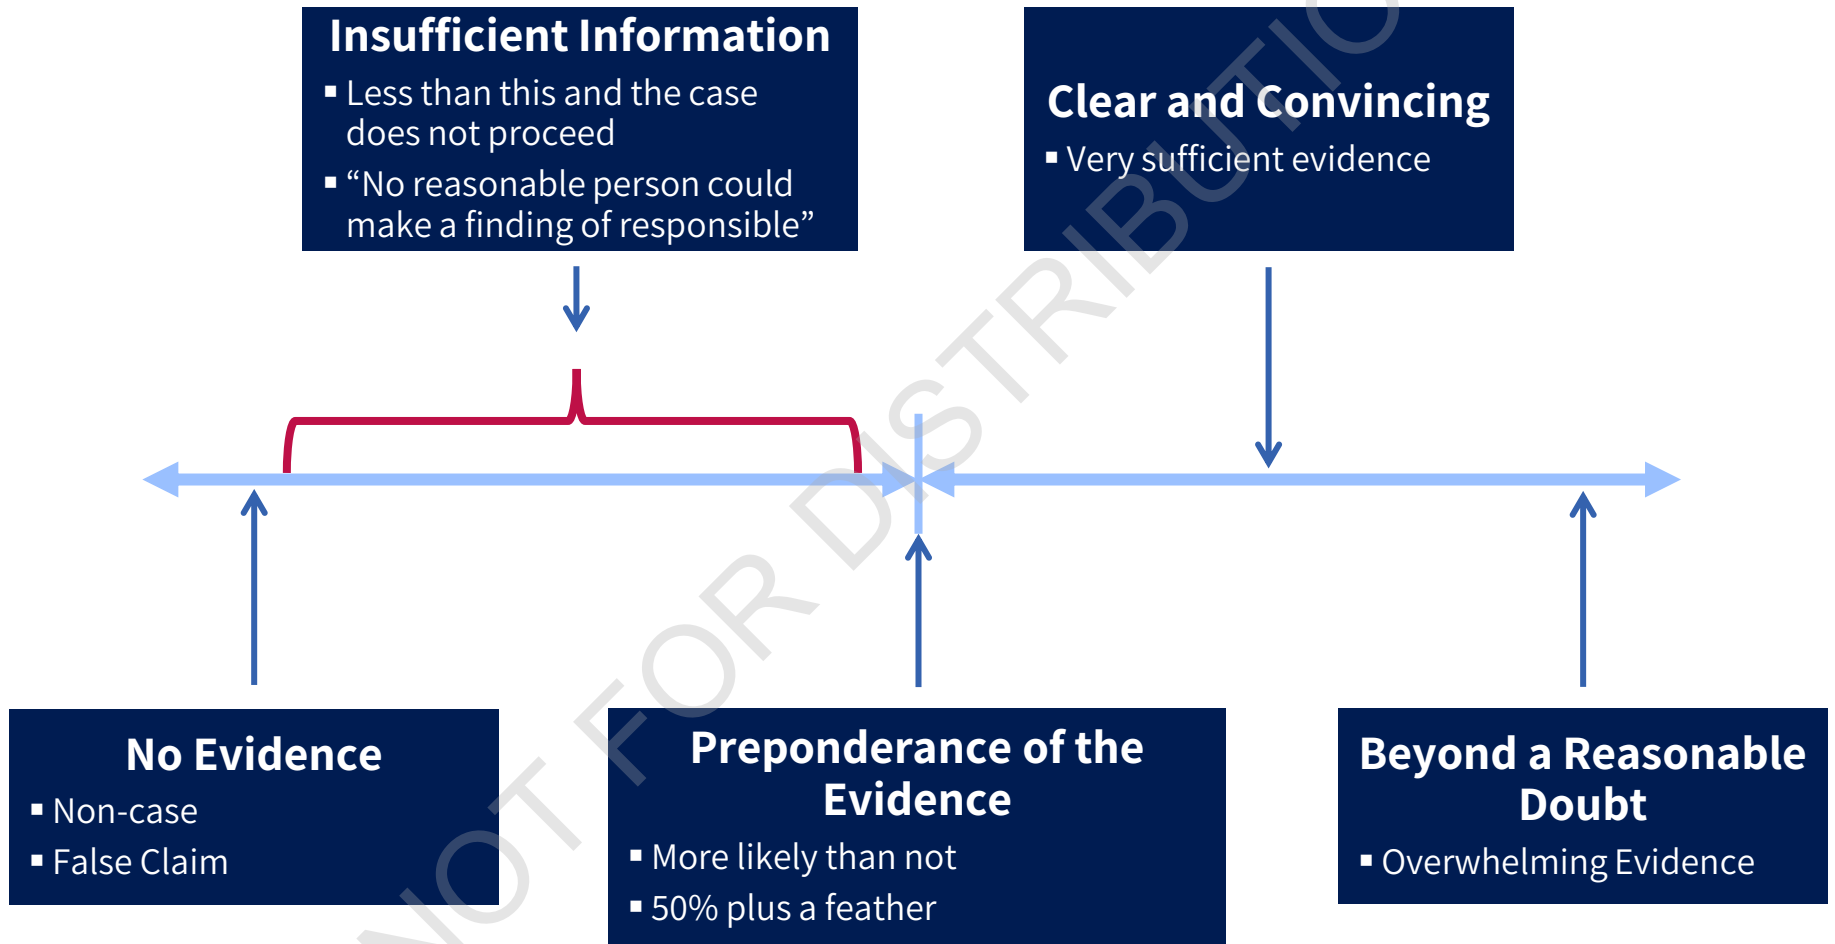 Insufficient Information
▪ Less than this and the case
does not proceed
▪ “No reasonable person could
make a finding of responsible”
Clear and Convincing
▪ Very sufficient evidence
No Evidence
▪ Non-case
▪ False Claim
Preponderance of the
Evidence
▪ More likely than not
▪ 50% plus a feather
Beyond a Reasonable
Doubt
▪ Overwhelming Evidence
NOT FOR DISTRIBUTIO